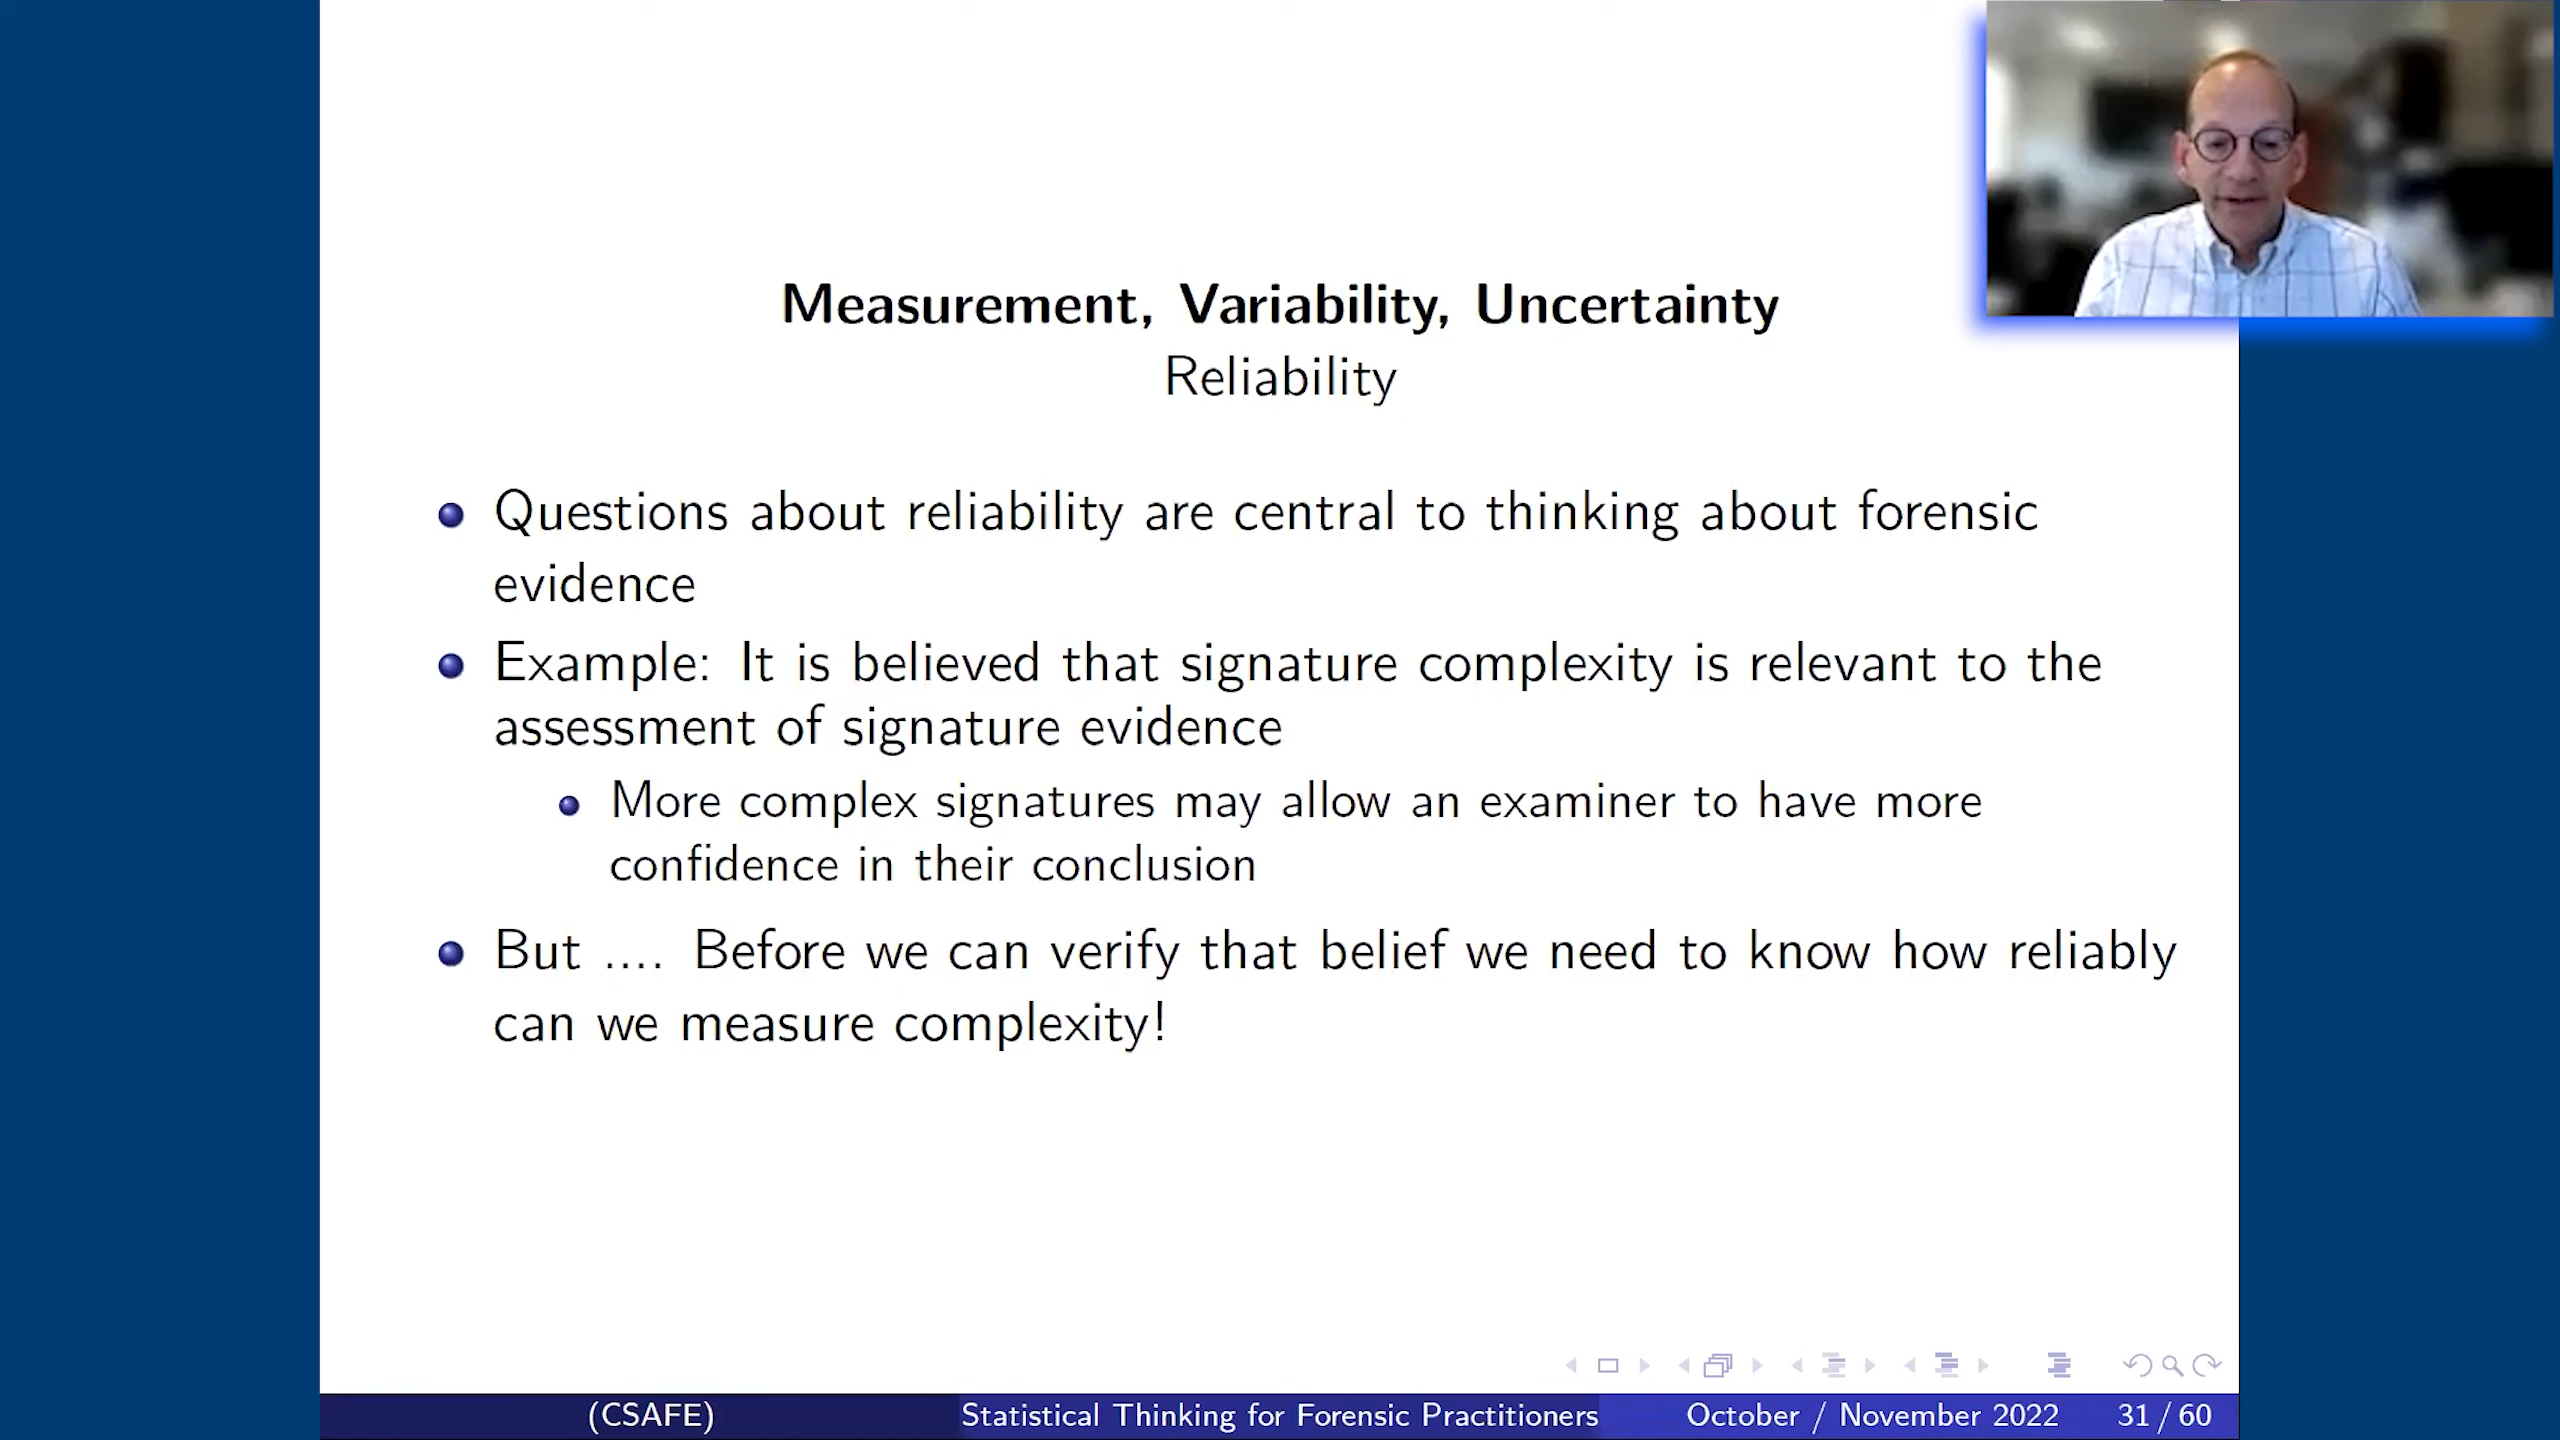 Measurement, Variability, Uncertainty
Reliability
Questions about reliability are central to thinking about forensic
evidence
Example: It is believed that signature complexity is relevant to the
assessment of signature evidence
More complex signatures may allow an examiner to have more
confidence in their conclusion
But .... Before we can verify that belief we need to know how reliably
can we measure complexity!
(CSAFE) Statistical Thinking for Forensic Practitioners October / November 2022 31 / 60